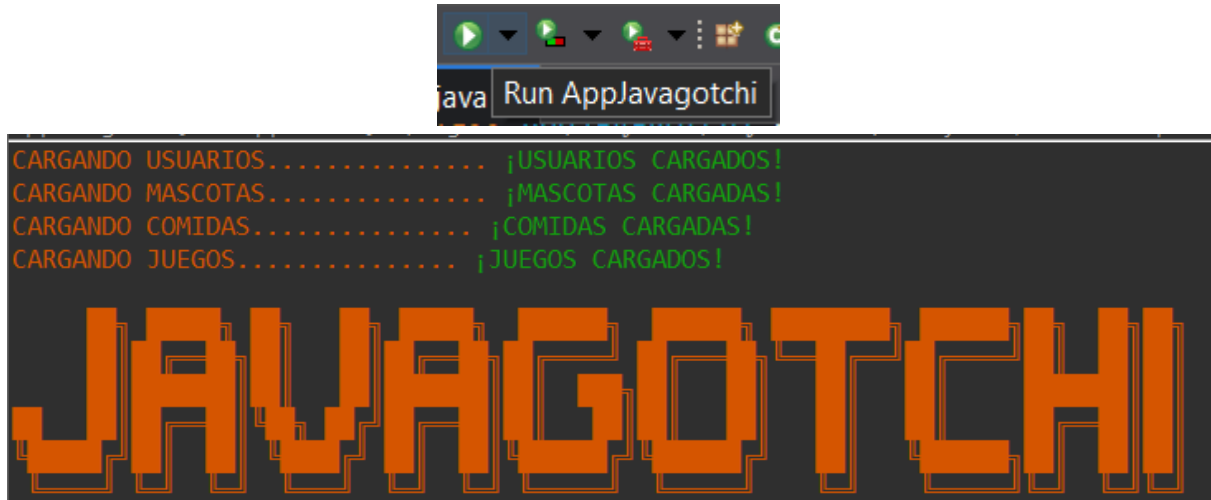 java
Run AppJavagotchi
CARGANDO USUARIOS............... ¡USUARIOS CARGADOS!
CARGANDO MASCOTAS............... ¡MASCOTAS CARGADAS!
CARGANDO COMIDAS............... ¡COMIDAS CARGADAS!
CARGANDO JUEGOS............... ¡JUEGOS CARGADOS!
JAVAGOTCHI